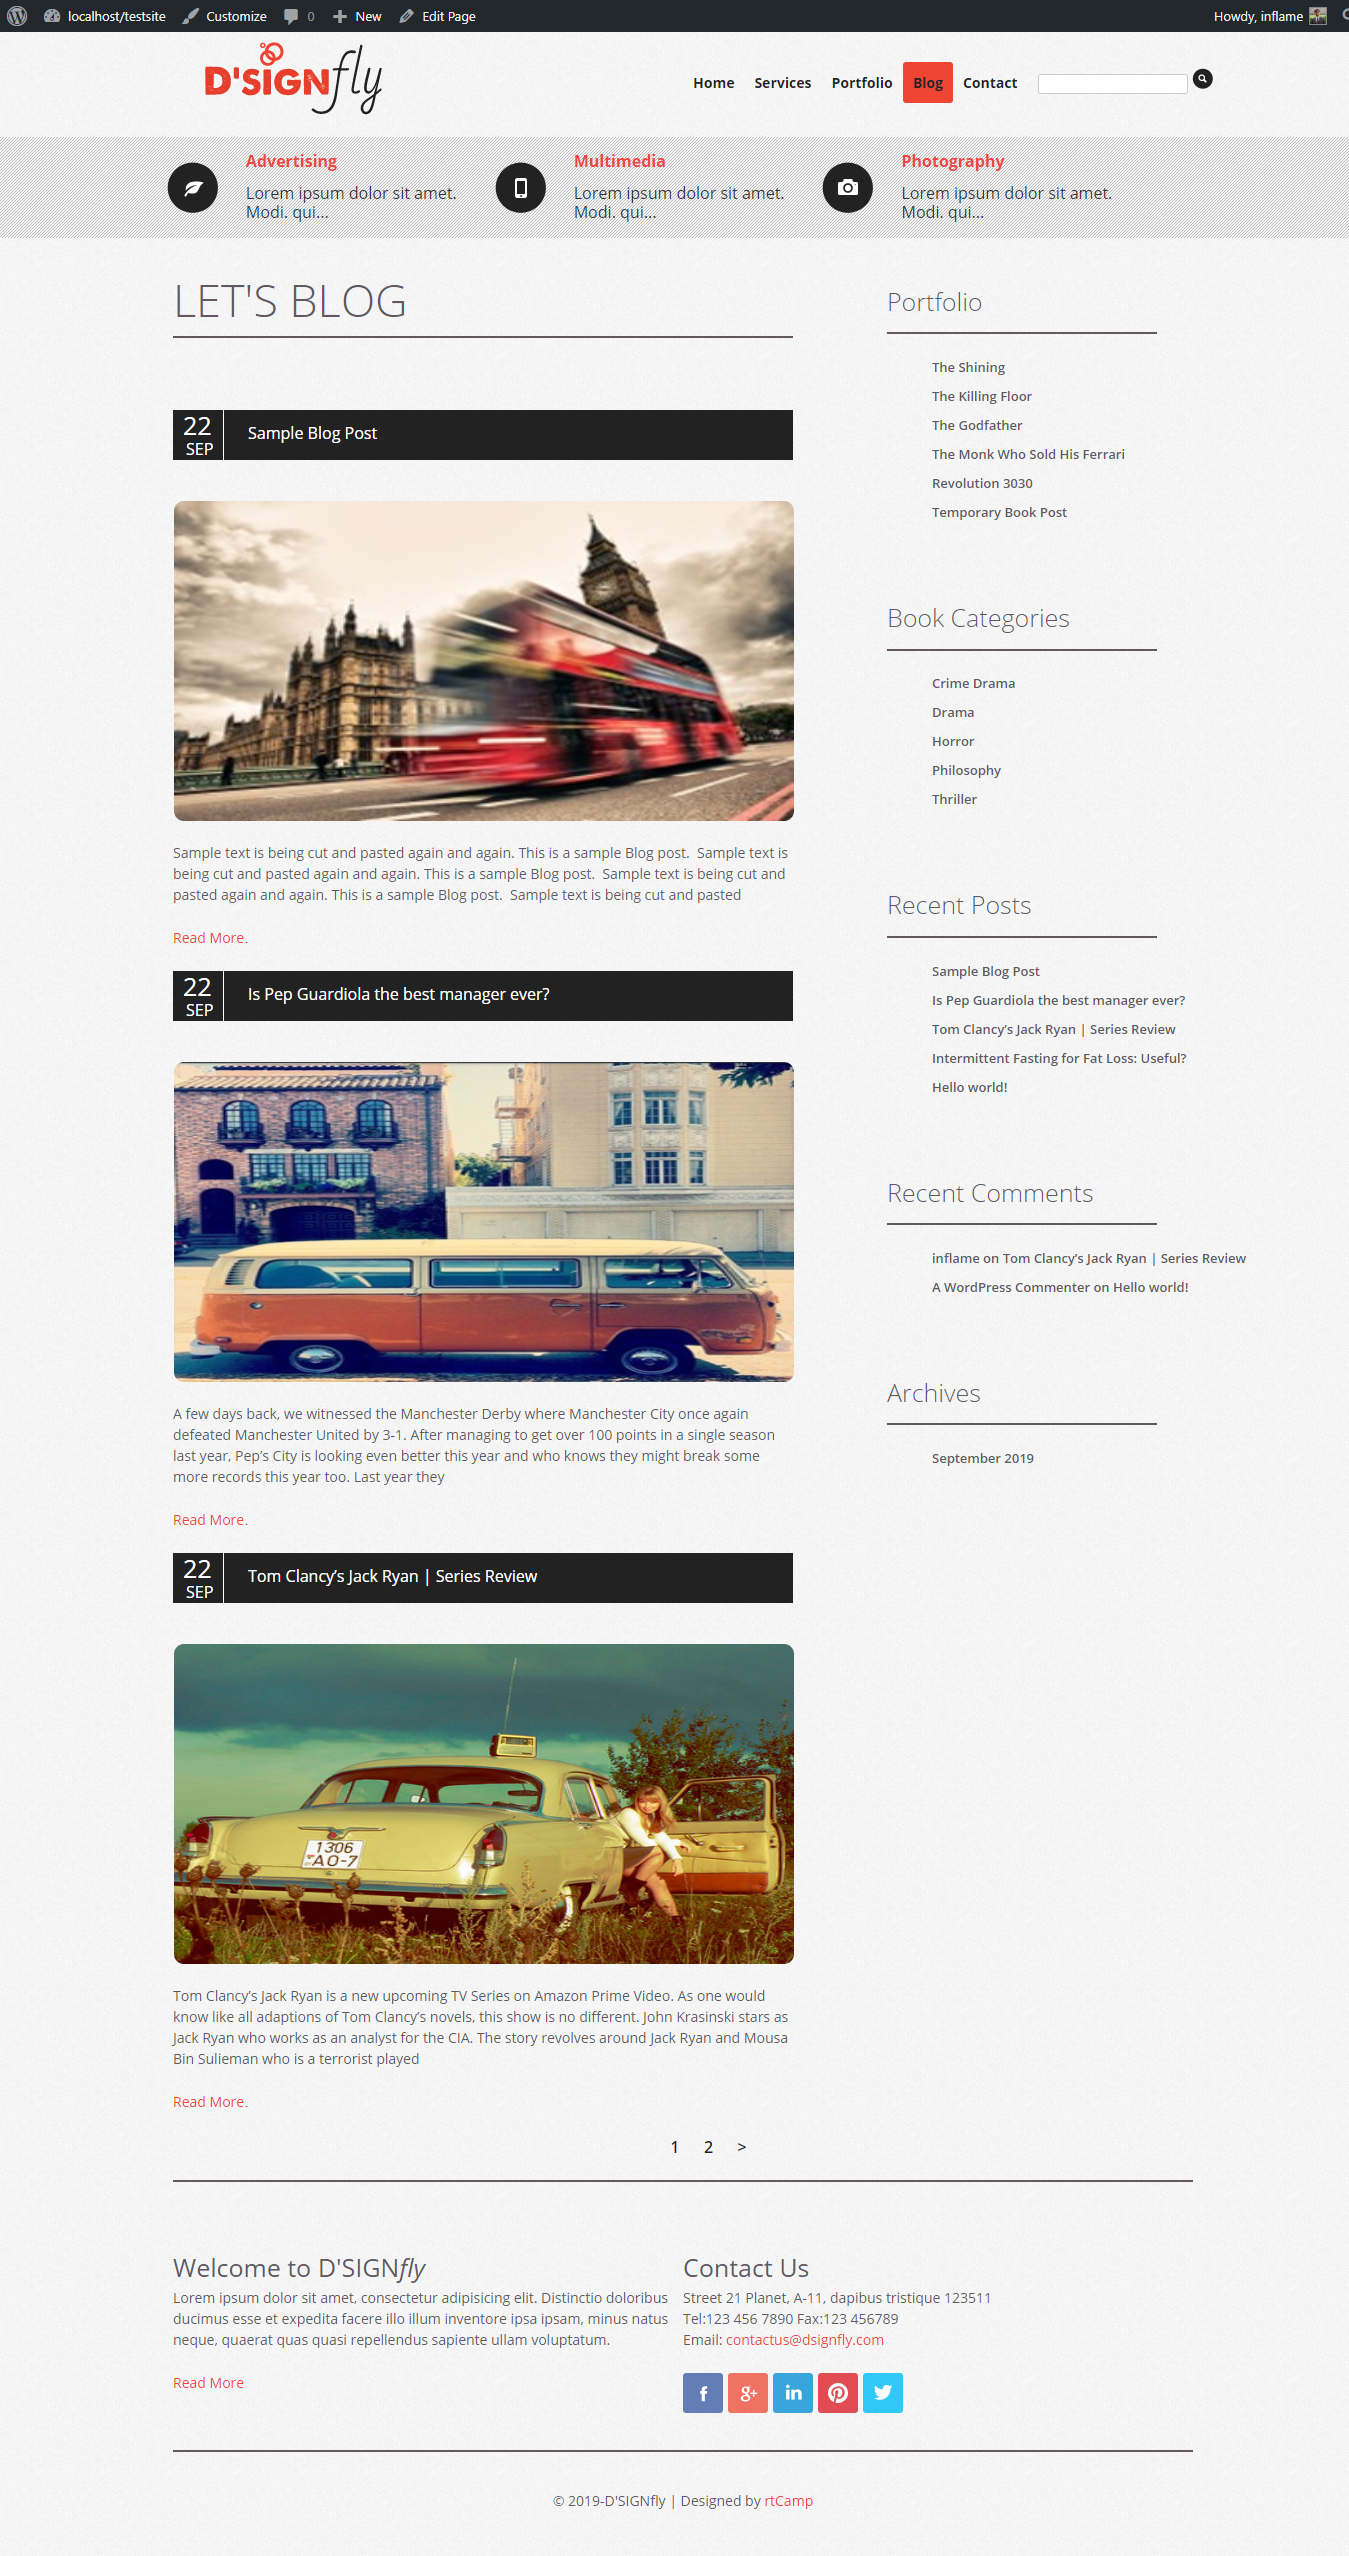 localhost/testsite Customize 0 New Edit Page Howdy, inflame
D'SIGNfly
Home Services Portfolio Blog Contact
Advertising
Lorem ipsum dolor sit amet.
Modi. qui...
Multimedia
Lorem ipsum dolor sit amet.
Modi. qui...
Photography
Lorem ipsum dolor sit amet.
Modi. qui...
LET'S BLOG
22
SEP
Sample Blog Post
Sample text is being cut and pasted again and again. This is a sample Blog post.  Sample text is
being cut and pasted again and again. This is a sample Blog post.  Sample text is being cut and
pasted again and again. This is a sample Blog post.  Sample text is being cut and pasted
Read More.
22
SEP
Is Pep Guardiola the best manager ever?
A few days back, we witnessed the Manchester Derby where Manchester City once again
defeated Manchester United by 3-1. After managing to get over 100 points in a single season
last year, Pep's City is looking even better this year and who knows they might break some
more records this year too. Last year they
Read More.
22
SEP
Tom Clancy's Jack Ryan | Series Review
1306
AO-7
Tom Clancy's Jack Ryan is a new upcoming TV Series on Amazon Prime Video. As one would
know like all adaptions of Tom Clancy's novels, this show is no different. John Krasinski stars as
Jack Ryan who works as an analyst for the CIA. The story revolves around Jack Ryan and Mousa
Bin Sulieman who is a terrorist played
Read More.
1 2 >
Portfolio
The Shining
The Killing Floor
The Godfather
The Monk Who Sold His Ferrari
Revolution 3030
Temporary Book Post
Book Categories
Crime Drama
Drama
Horror
Philosophy
Thriller
Recent Posts
Sample Blog Post
Is Pep Guardiola the best manager ever?
Tom Clancy's Jack Ryan | Series Review
Intermittent Fasting for Fat Loss: Useful?
Hello world!
Recent Comments
inflame on Tom Clancy's Jack Ryan | Series Review
A WordPress Commenter on Hello world!
Archives
September 2019
Welcome to D'SIGNfly
Lorem ipsum dolor sit amet, consectetur adipisicing elit. Distinctio doloribus
ducimus esse et expedita facere illo illum inventore ipsa ipsam, minus natus
neque, quaerat quas quasi repellendus sapiente ullam voluptatum.
Read More
Contact Us
Street 21 Planet, A-11, dapibus tristique 123511
Tel:123 456 7890 Fax:123 456789
Email: contactus@dsignfly.com
f g+ in
© 2019-D'SIGNfly | Designed by rtCamp